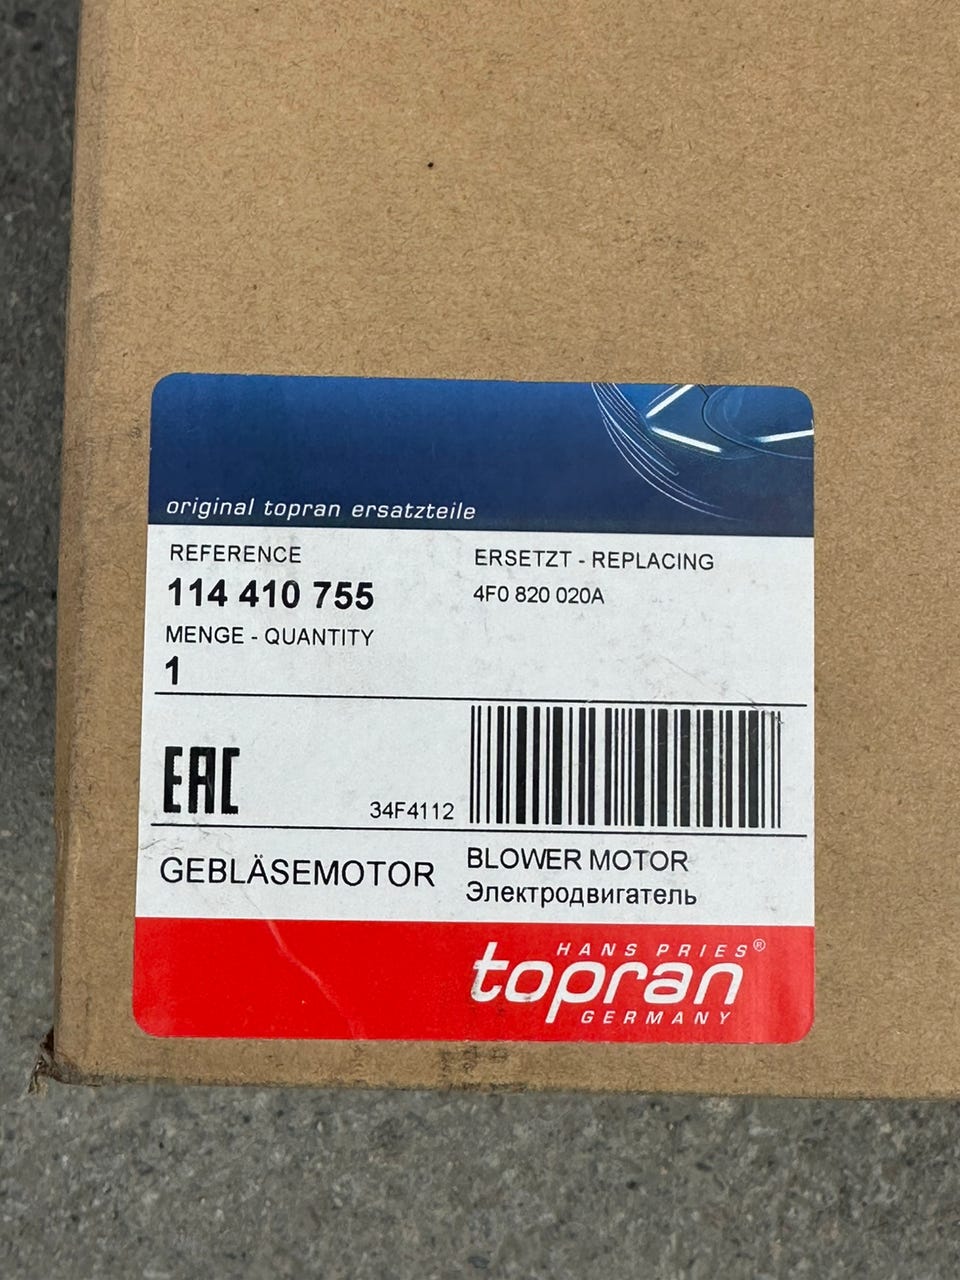 original topran ersatzteile
REFERENCE
114 410 755
ERSETZT - REPLACING
4F0 820 020A
MENGE - QUANTITY
1
EAC
34F4112
GEBLÄSEMOTOR
BLOWER MOTOR
Электродвигатель
HANS PRIES®
topran
GERMANY